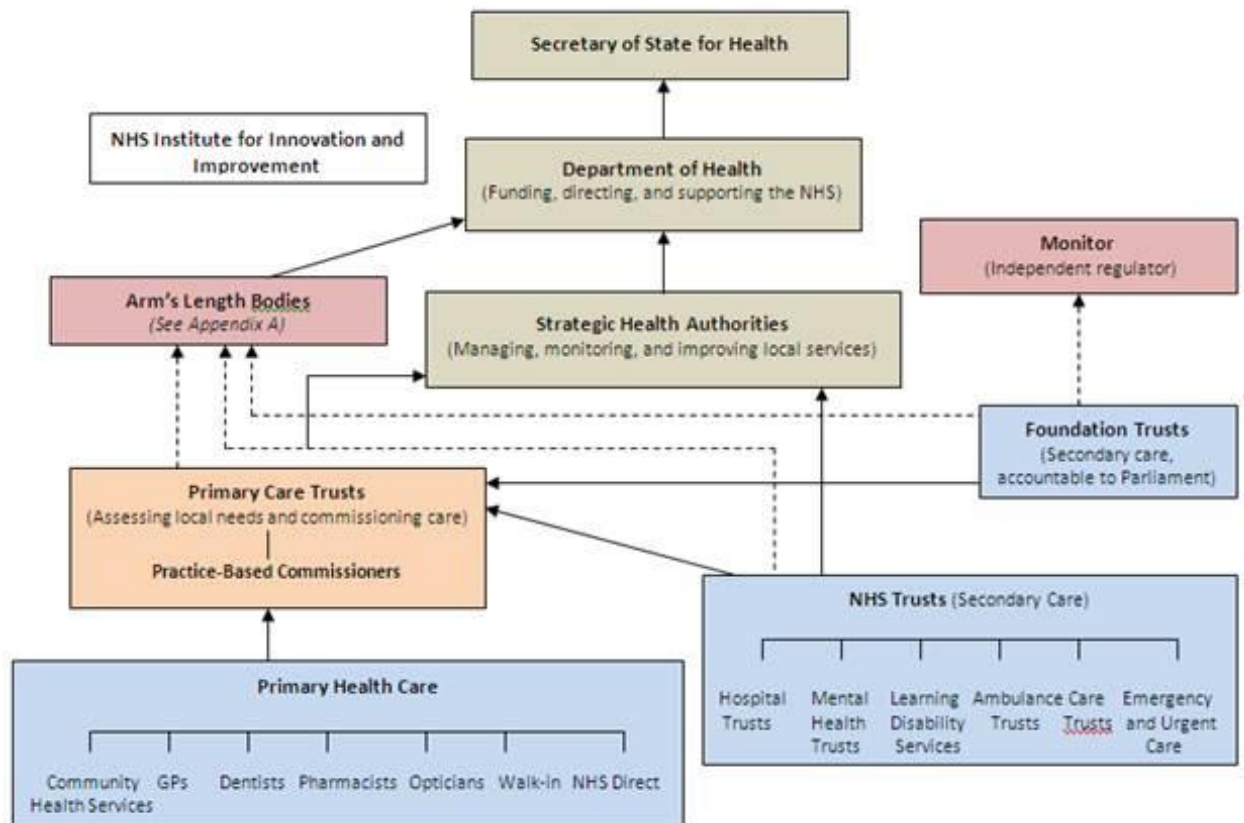 Secretary of State for Health
NHS Institute for Innovation and
Improvement
Department of Health
(Funding, directing, and supporting the NHS)
Monitor
(Independent regulator)
Arm's Length Bodies
(See Appendix A)
Strategic Health Authorities
(Managing, monitoring, and improving local services)
Foundation Trusts
(Secondary care,
accountable to Parliament)
Primary Care Trusts
(Assessing local needs and commissioning care)
Practice-Based Commissioners
NHS Trusts (Secondary Care)
Hospital
Trusts
Mental
Health
Trusts
Learning
Disability
Services
Ambulance
Trusts
Care
Trusts
Emergency
and Urgent
Care
Primary Health Care
Community
Health Services
GPs
Dentists
Pharmacists
Opticians
Walk-in
NHS Direct